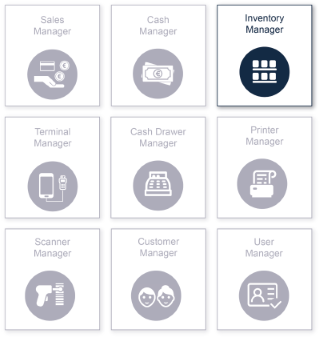 Sales
Manager
Cash
Manager
Inventory
Manager
Terminal
Manager
Cash Drawer
Manager
Printer
Manager
Scanner
Manager
Customer
Manager
User
Manager